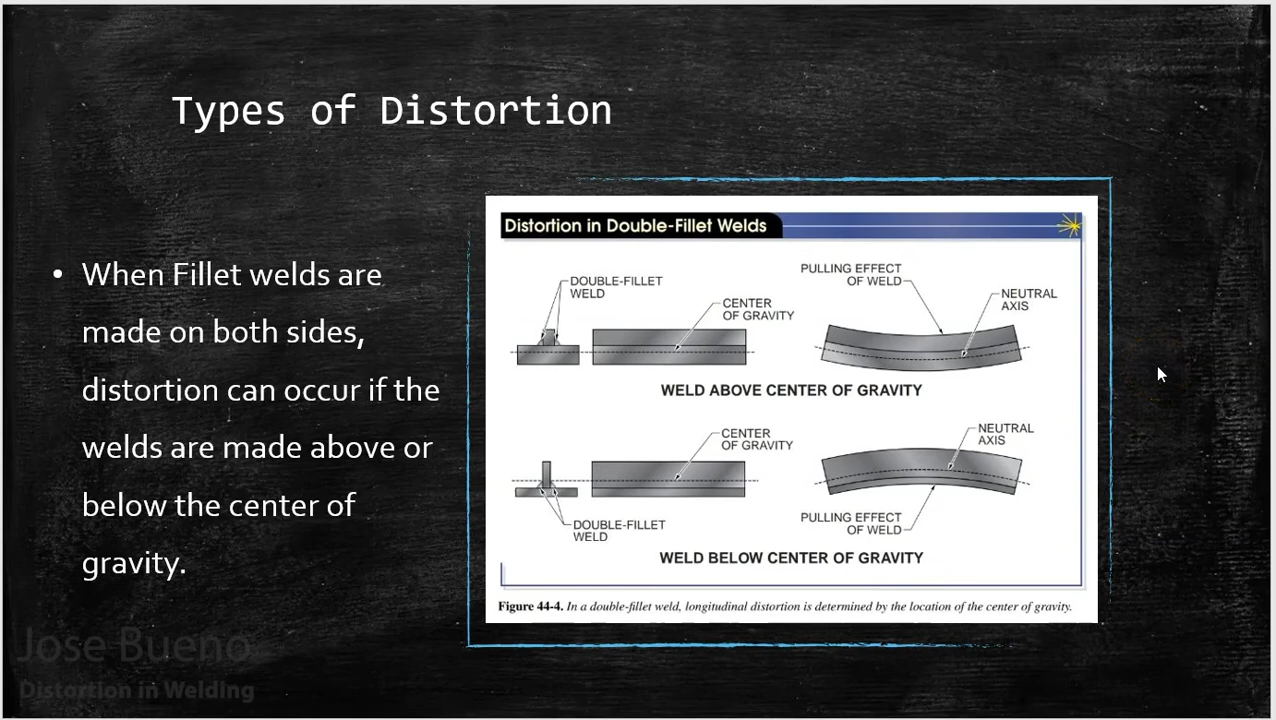 Types of Distortion
• When Fillet welds are
made on both sides,
distortion can occur if the
welds are made above or
below the center of
gravity.
Distortion in Double-Fillet Welds
DOUBLE-FILLET
WELD
CENTER
OF GRAVITY
PULLING EFFECT
OF WELD
NEUTRAL
AXIS
WELD ABOVE CENTER OF GRAVITY
CENTER
OF GRAVITY
NEUTRAL
AXIS
DOUBLE-FILLET
WELD
PULLING EFFECT
OF WELD
WELD BELOW CENTER OF GRAVITY
Figure 44-4. In a double-fillet weld, longitudinal distortion is determined by the location of the center of gravity.
Jose Bueno
Distortion in Welding